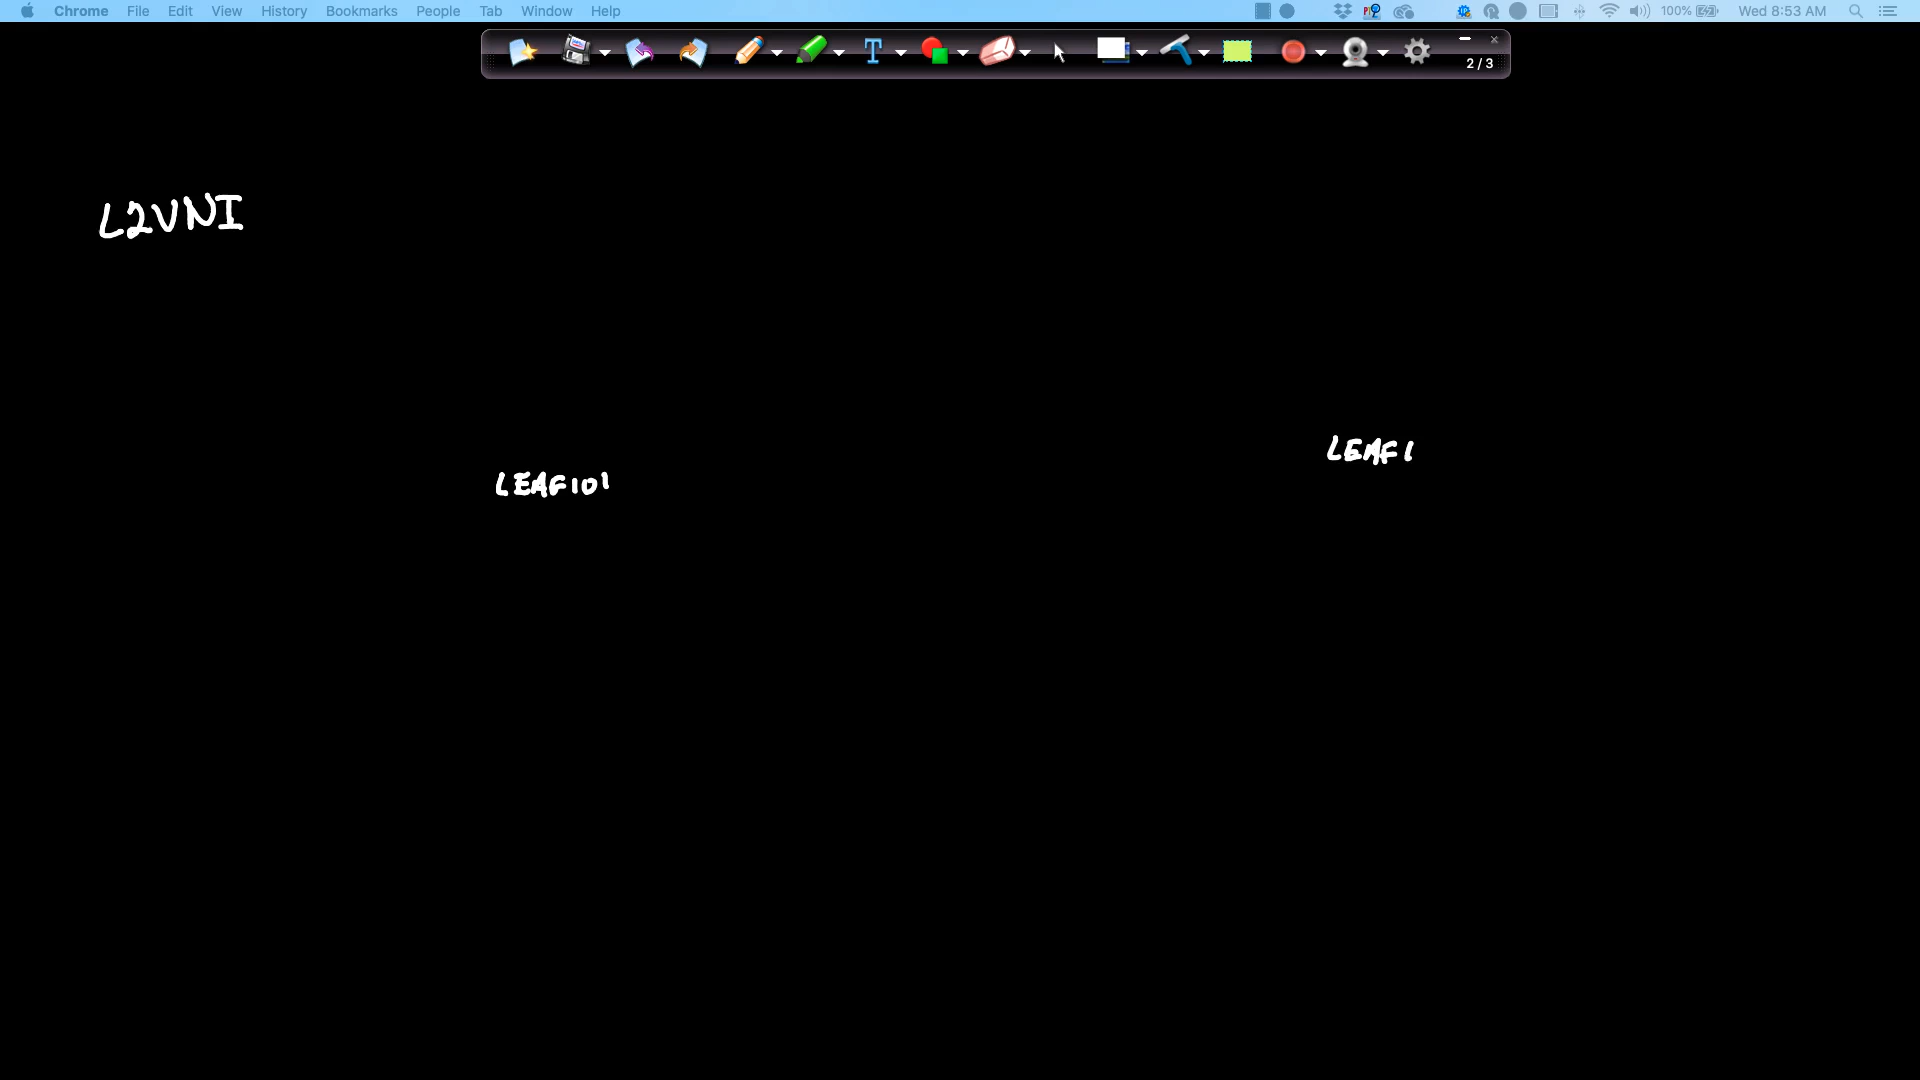 Chrome File Edit View History Bookmarks People Tab Window Help 100% Wed 8:53 AM
2 / 3
L2VNI
LEAF1
LEAF101